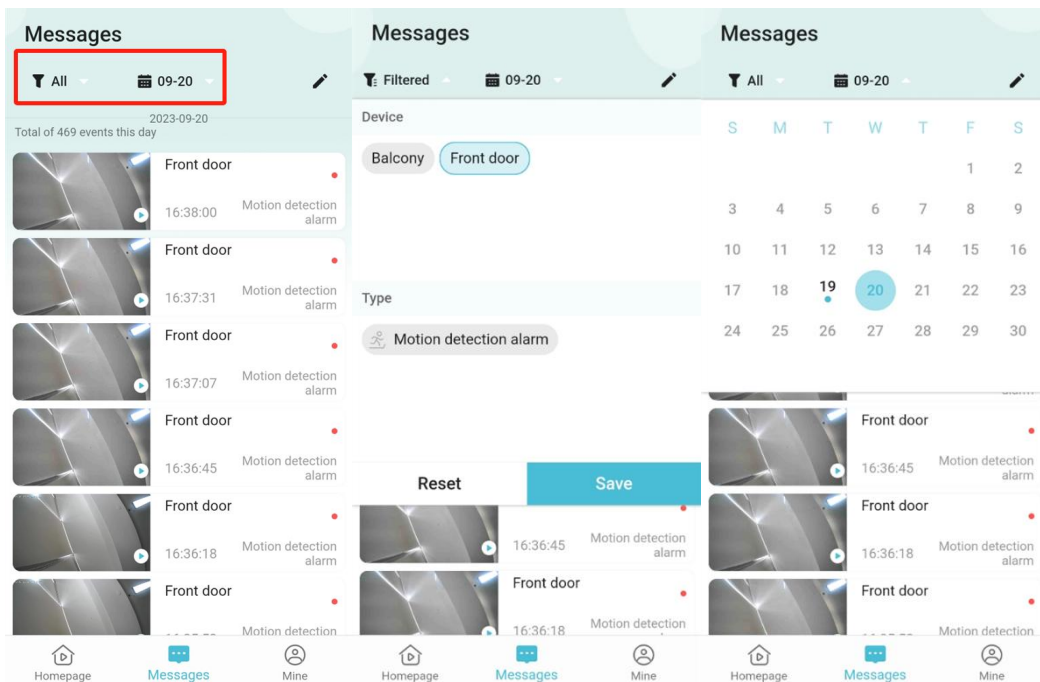 Messages
All 09-20
2023-09-20
Total of 469 events this day
Front door
16:38:00 Motion detection
alarm
Front door
16:37:31 Motion detection
alarm
Front door
16:37:07 Motion detection
alarm
Front door
16:36:45 Motion detection
alarm
Front door
16:36:18 Motion detection
alarm
Front door
Motion detection
Homepage Messages Mine
Messages
Filtered 09-20
Device
Balcony Front door
Type
Motion detection alarm
Reset Save
16:36:45 Motion detection
alarm
Front door
16:36:18 Motion detection
Homepage Messages Mine
Messages
All 09-20
S M T W T F S
1 2
3 4 5 6 7 8 9
10 11 12 13 14 15 16
17 18 19 20 21 22 23
24 25 26 27 28 29 30
Front door
16:36:45 Motion detection
alarm
Front door
16:36:18 Motion detection
alarm
Front door
Motion detection
Homepage Messages Mine